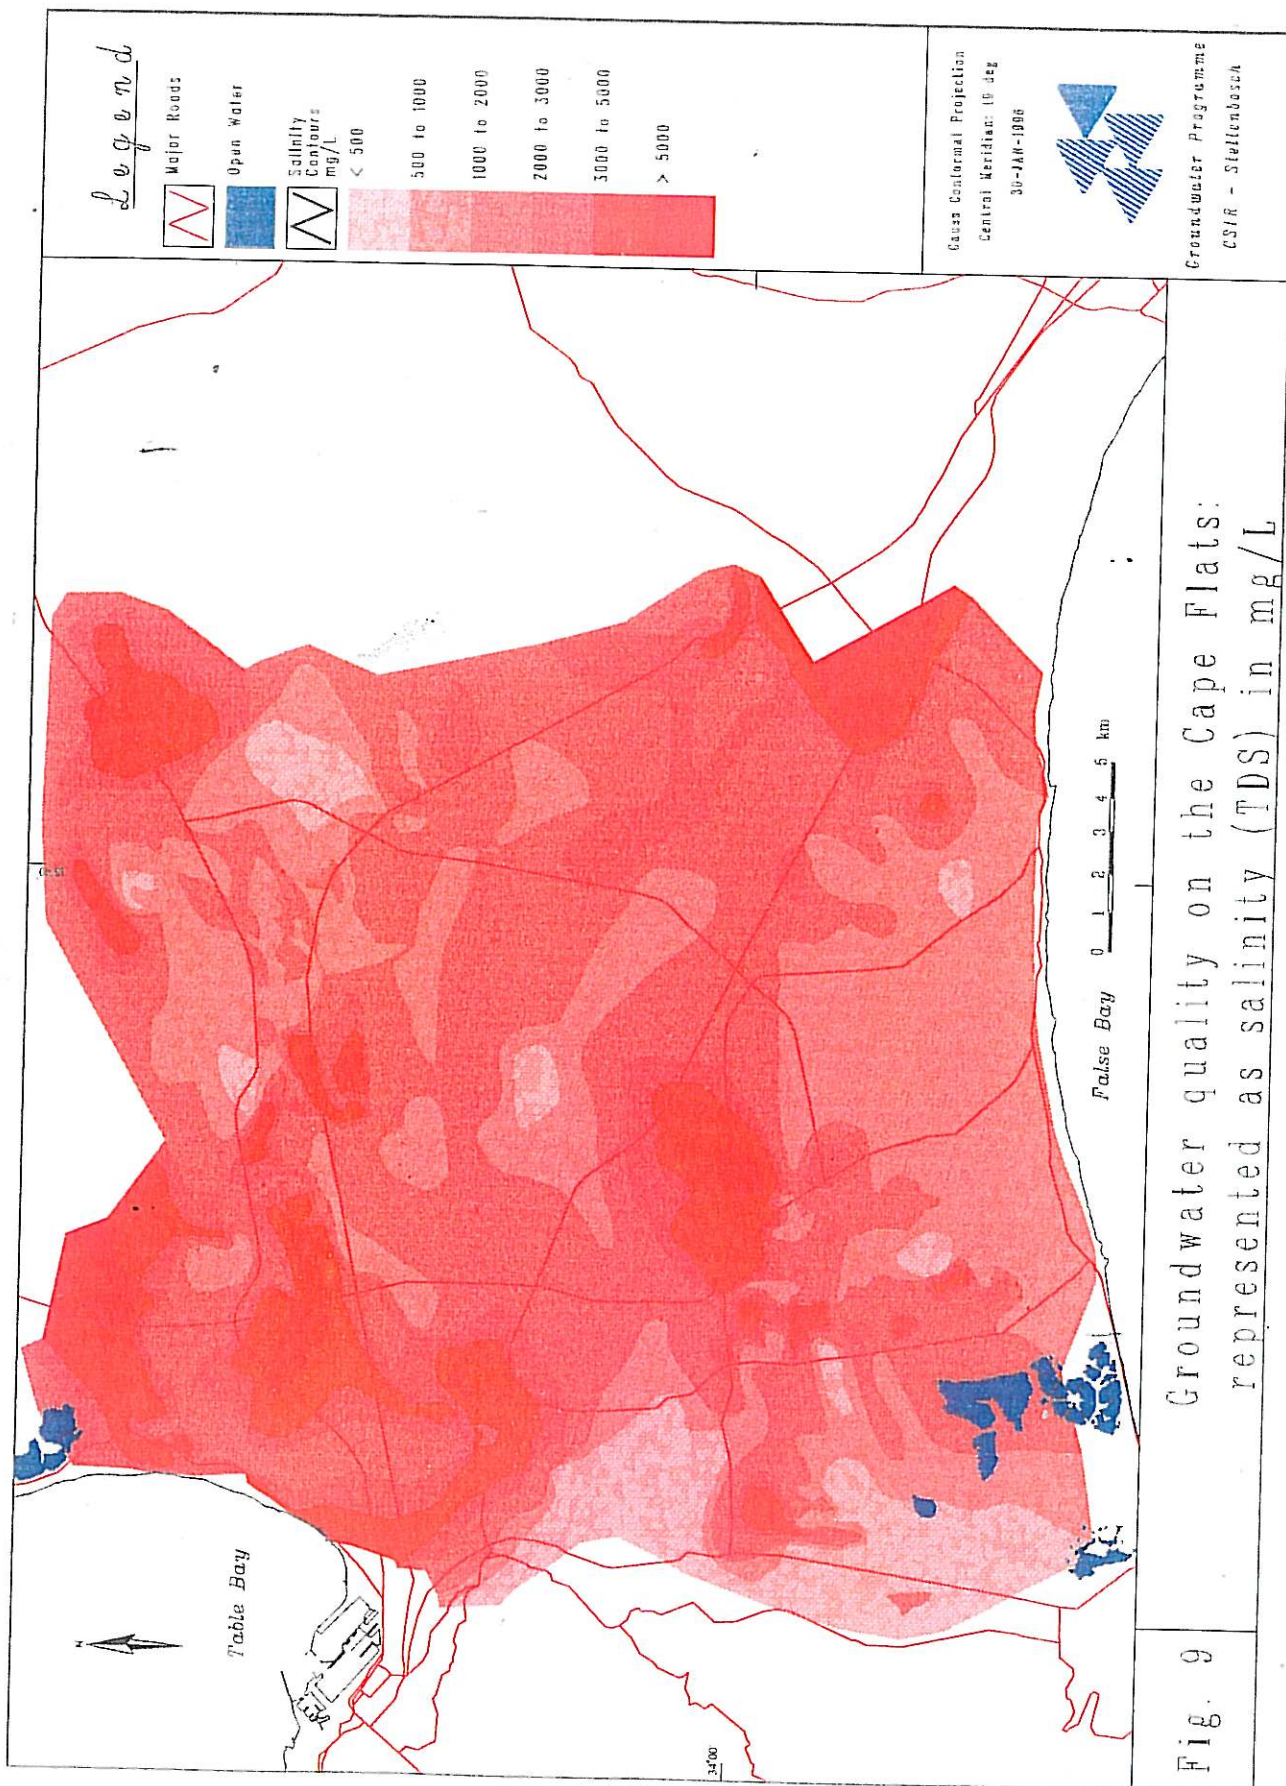 Legend
Major Roads
Open Water
Salinity
Contours
mg/L
< 500
500 to 1000
1000 to 2000
2000 to 3000
3000 to 5000
> 5000
Gauss Conformal Projection
Central Meridian: 19 deg
30-JAN-1996
Groundwater Programme
CSIR - Stellenbosch
N
Table Bay
34°00
False Bay
0 1 2 3 4 5 km
Fig. 9
Groundwater quality on the Cape Flats:
represented as salinity (TDS) in mg/L